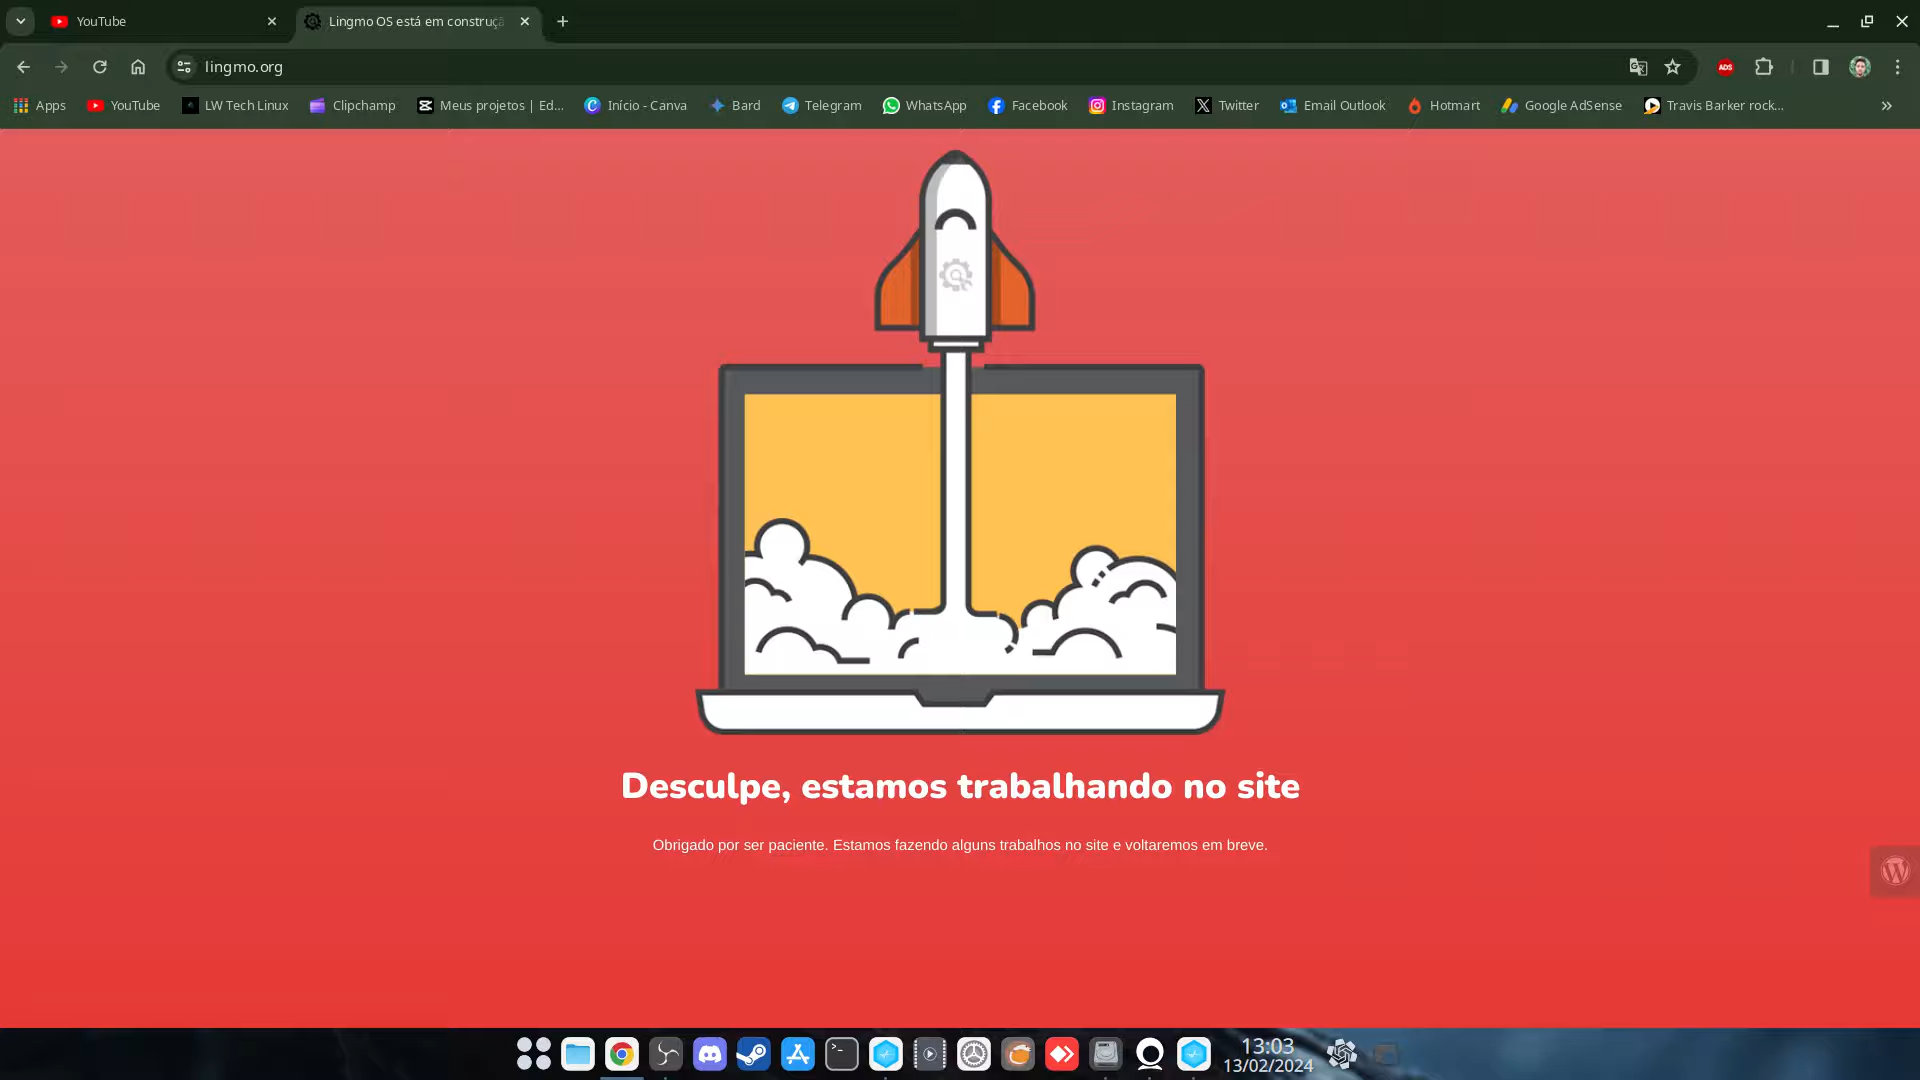 YouTube
Lingmo OS está em construçã
lingmo.org
ADS
Apps
YouTube
LW Tech Linux
Clipchamp
Meus projetos | Ed...
Início - Canva
Bard
Telegram
WhatsApp
Facebook
Instagram
Twitter
Email Outlook
Hotmart
Google AdSense
Travis Barker rock...
Desculpe, estamos trabalhando no site
Obrigado por ser paciente. Estamos fazendo alguns trabalhos no site e voltaremos em breve.
13:03
13/02/2024